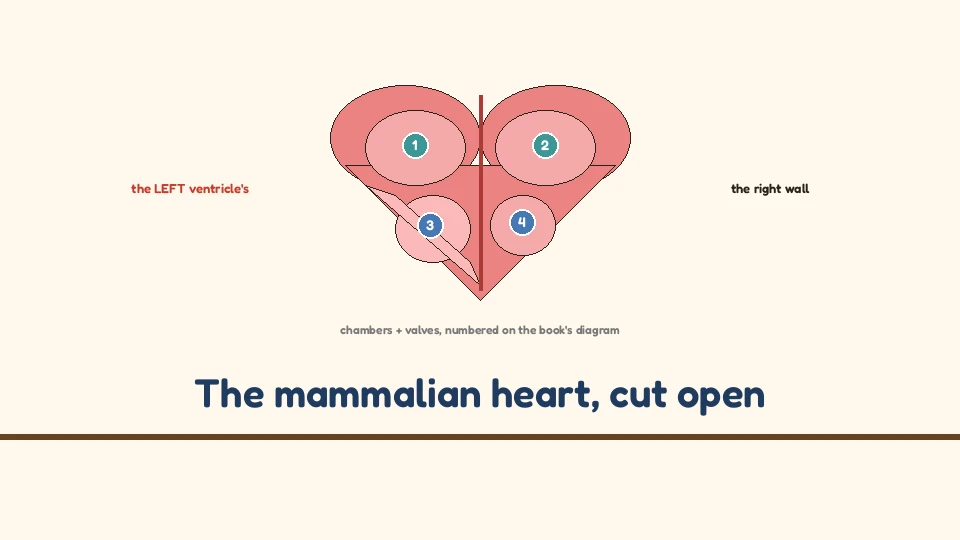 1
2
the LEFT ventricle's
the right wall
3
4
chambers + valves, numbered on the book's diagram
The mammalian heart, cut open